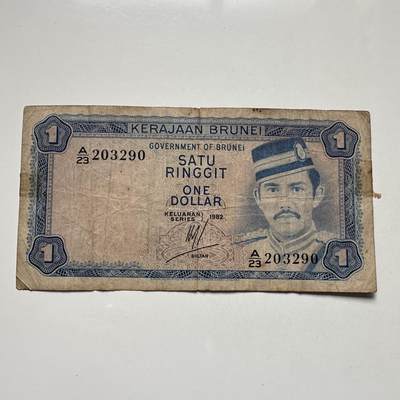 KERAJAAN BRUNEI
GOVERNMENT OF BRUNEI
1
1
A/23 203290
SATU
RINGGIT
ONE
DOLLAR
KELUARAN
SERIES 1982
SULTAN
A/23 203290
1
1